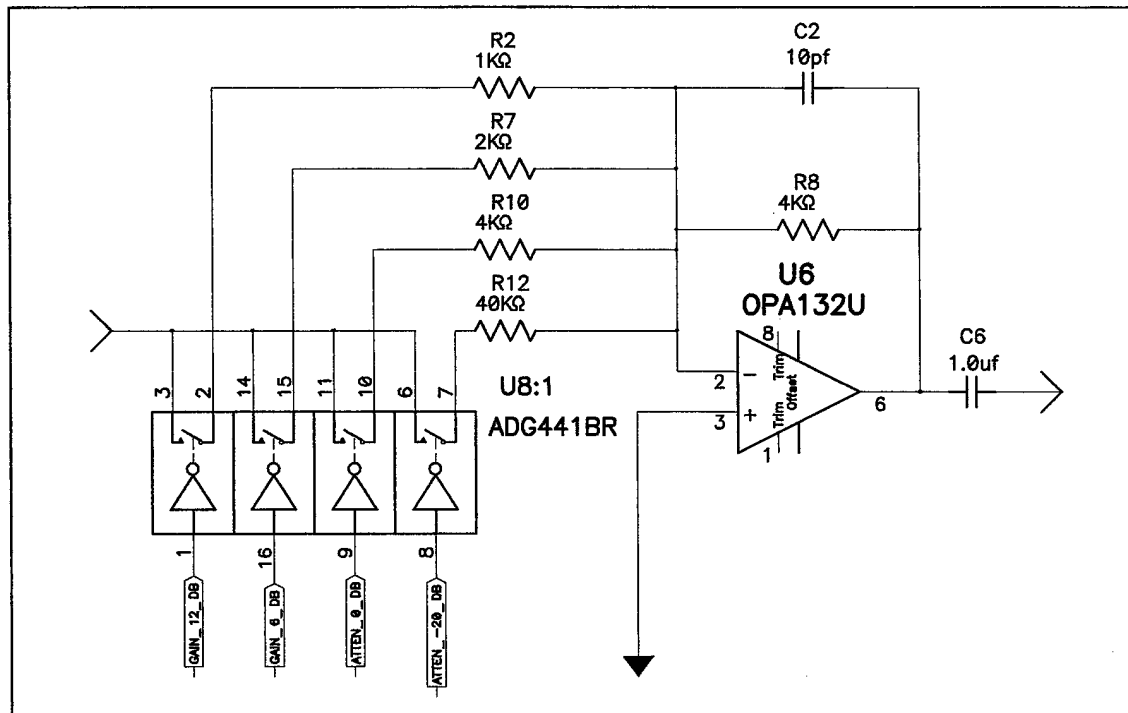 R2
1KΩ
C2
10pf
R7
2KΩ
R8
4KΩ
R10
4KΩ
R12
40KΩ
U6
OPA132U
8
Trim
Offset
Trim
2
-
3
+
6
1
C6
1.0uf
3
2
14
15
11
10
6
7
U8:1
ADG441BR
1
16
9
8
GAIN_12_DB
GAIN_6_DB
ATTEN_0_DB
ATTEN_-20_DB